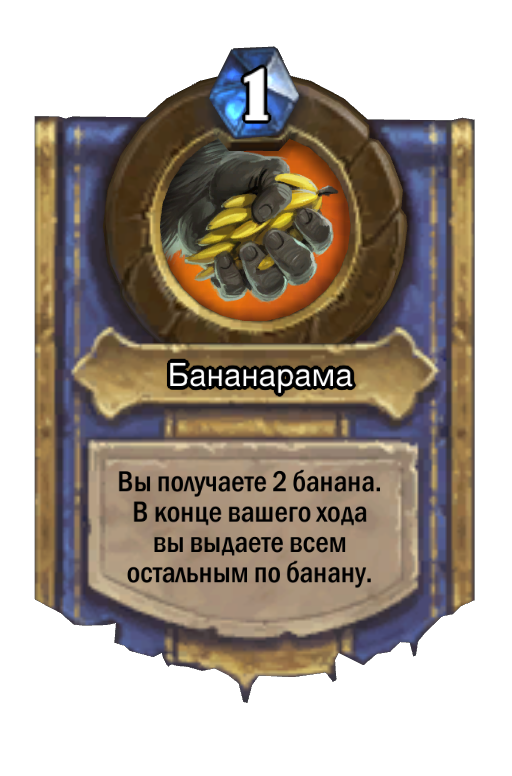 1
Бананарама
Вы получаете 2 банана.
В конце вашего хода
вы выдаете всем
остальным по банану.